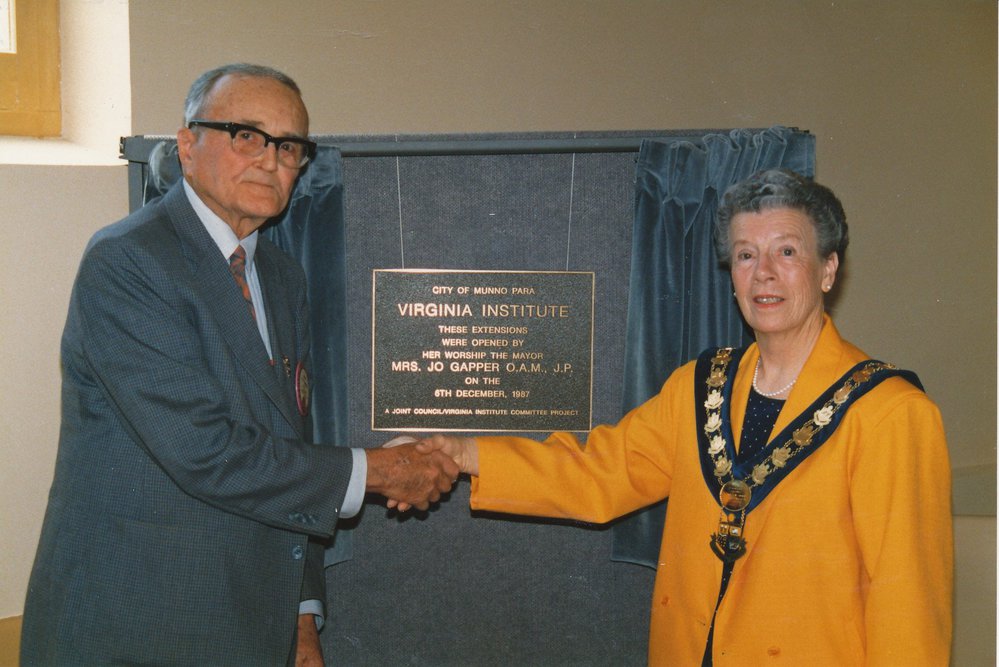 CITY OF MUNNO PARA
VIRGINIA INSTITUTE
THESE EXTENSIONS
WERE OPENED BY
HER WORSHIP THE MAYOR
MRS. JO GAPPER O.A.M., J.P.
ON THE
6TH DECEMBER, 1987
A JOINT COUNCIL/VIRGINIA INSTITUTE COMMITTEE PROJECT